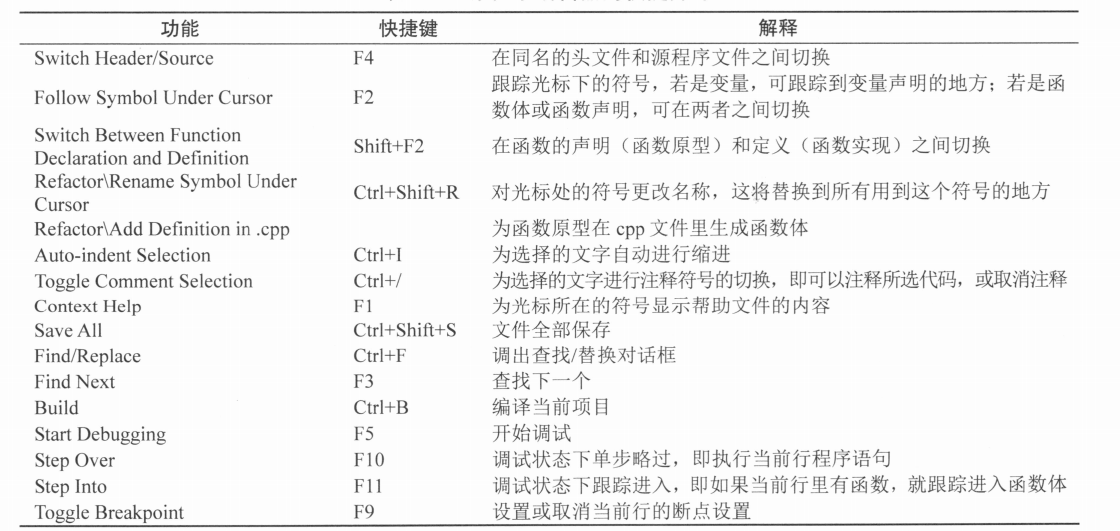 功能 快捷键 解释
Switch Header/Source F4 在同名的头文件和源程序文件之间切换
Follow Symbol Under Cursor F2 跟踪光标下的符号，若是变量，可跟踪到变量声明的地方；若是函
数体或函数声明，可在两者之间切换
Switch Between Function
Declaration and Definition Shift+F2 在函数的声明（函数原型）和定义（函数实现）之间切换
Refactor\Rename Symbol Under
Cursor Ctrl+Shift+R 对光标处的符号更改名称，这将替换到所有用到这个符号的地方
Refactor\Add Definition in .cpp 为函数原型在 cpp 文件里生成函数体
Auto-indent Selection Ctrl+I 为选择的文字自动进行缩进
Toggle Comment Selection Ctrl+/ 为选择的文字进行注释符号的切换，即可以注释所选代码，或取消注释
Context Help F1 为光标所在的符号显示帮助文件的内容
Save All Ctrl+Shift+S 文件全部保存
Find/Replace Ctrl+F 调出查找/替换对话框
Find Next F3 查找下一个
Build Ctrl+B 编译当前项目
Start Debugging F5 开始调试
Step Over F10 调试状态下单步略过，即执行当前行程序语句
Step Into F11 调试状态下跟踪进入，即如果当前行里有函数，就跟踪进入函数体
Toggle Breakpoint F9 设置或取消当前行的断点设置